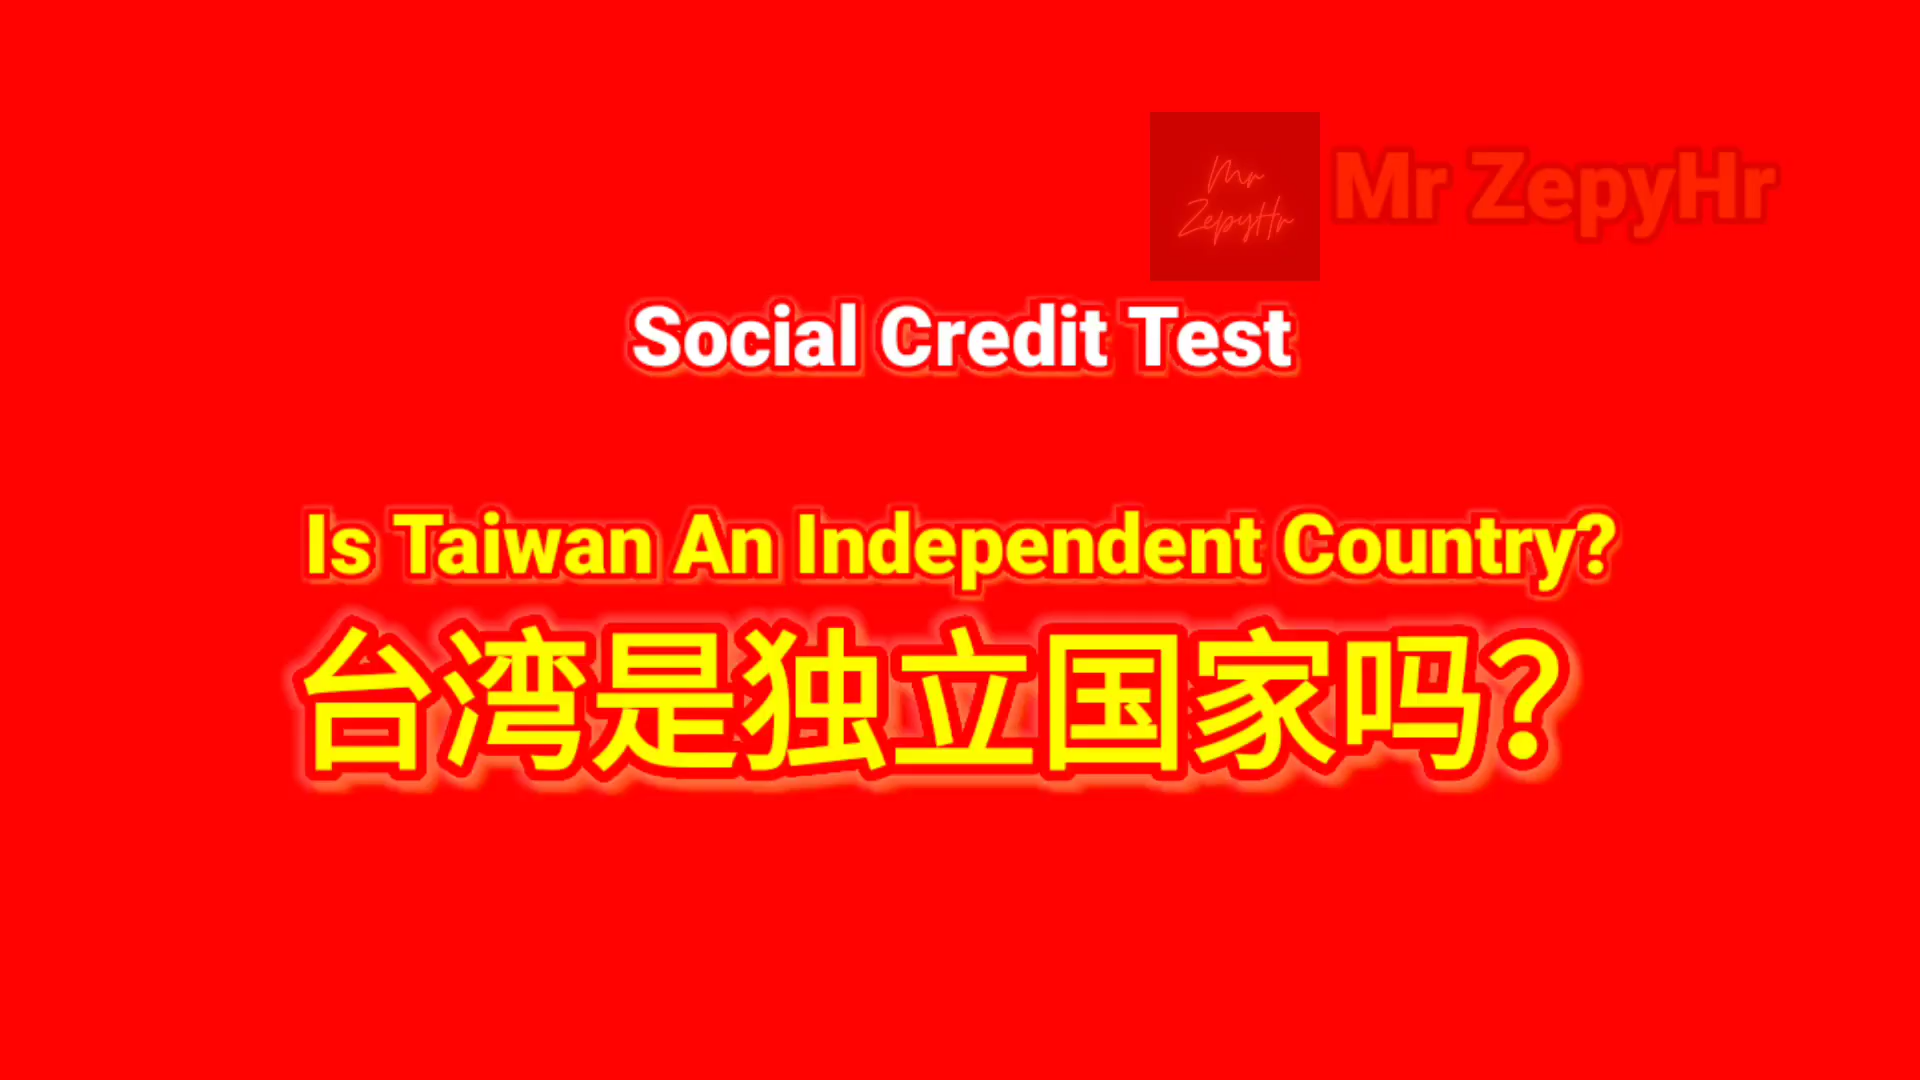 Mr
ZepyHr
Mr ZepyHr
Social Credit Test
Is Taiwan An Independent Country?
台湾是独立国家吗？